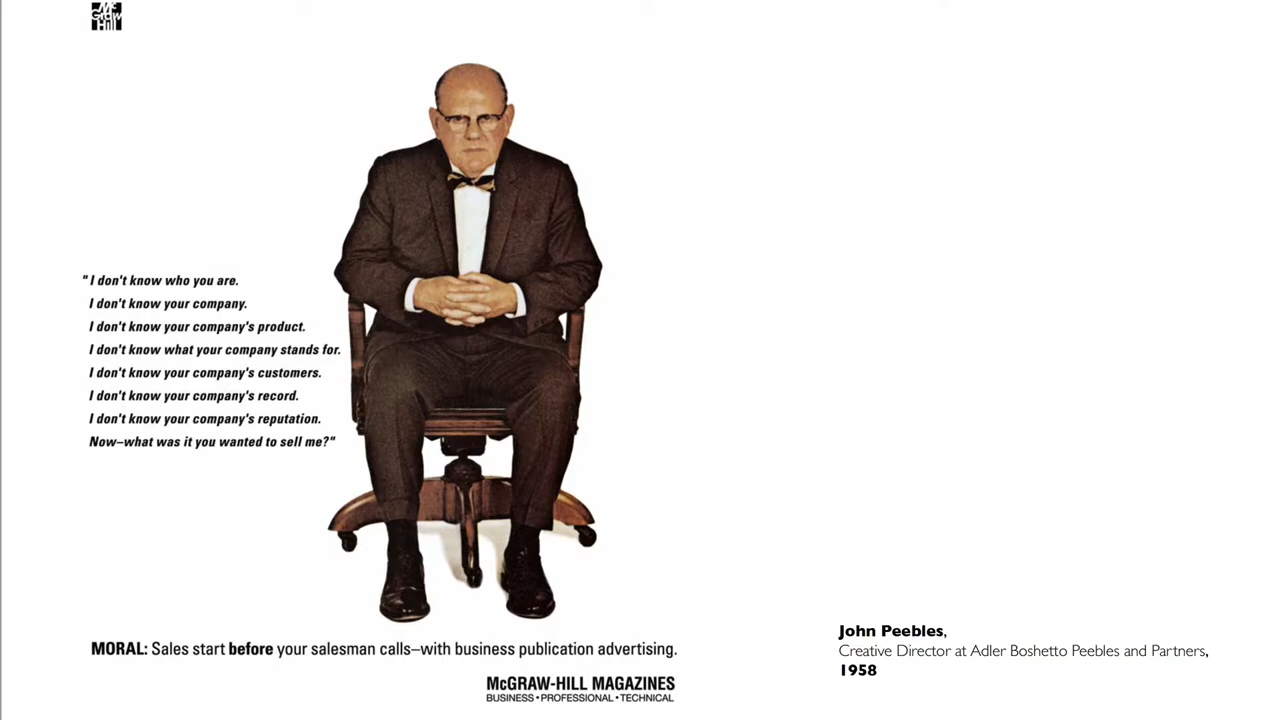 Mc
Graw
Hill
" I don't know who you are.
I don't know your company.
I don't know your company's product.
I don't know what your company stands for.
I don't know your company's customers.
I don't know your company's record.
I don't know your company's reputation.
Now–what was it you wanted to sell me?"
MORAL: Sales start before your salesman calls–with business publication advertising.
McGRAW-HILL MAGAZINES
BUSINESS • PROFESSIONAL • TECHNICAL
John Peebles,
Creative Director at Adler Boshetto Peebles and Partners,
1958